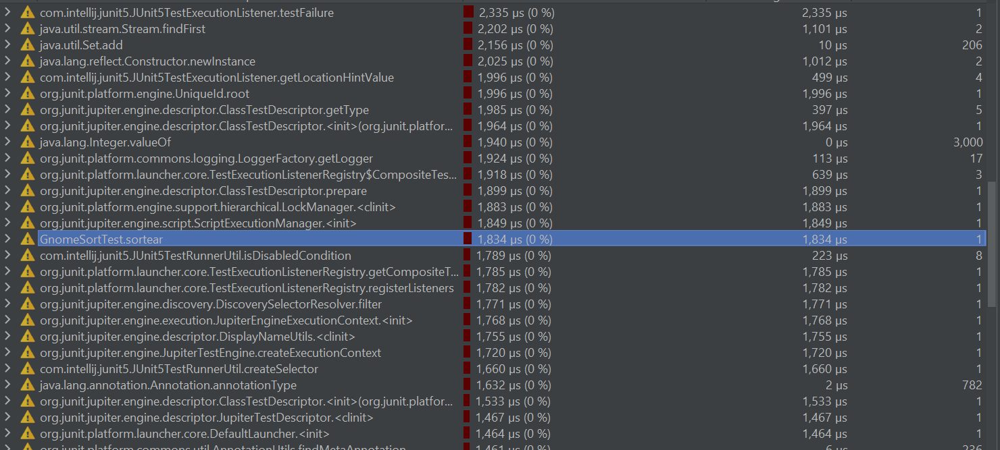 com.intellij.junit5.JUnit5TestExecutionListener.testFailure 2,335 µs (0 %) 2,335 µs 1
java.util.stream.Stream.findFirst 2,202 µs (0 %) 1,101 µs 2
java.util.Set.add 2,156 µs (0 %) 10 µs 206
java.lang.reflect.Constructor.newInstance 2,025 µs (0 %) 1,012 µs 2
com.intellij.junit5.JUnit5TestExecutionListener.getLocationHintValue 1,996 µs (0 %) 499 µs 4
org.junit.platform.engine.UniqueId.root 1,996 µs (0 %) 1,996 µs 1
org.junit.jupiter.engine.descriptor.ClassTestDescriptor.getType 1,985 µs (0 %) 397 µs 5
org.junit.jupiter.engine.descriptor.ClassTestDescriptor.<init>(org.junit.platfor... 1,964 µs (0 %) 1,964 µs 1
java.lang.Integer.valueOf 1,940 µs (0 %) 0 µs 3,000
org.junit.platform.commons.logging.LoggerFactory.getLogger 1,924 µs (0 %) 113 µs 17
org.junit.platform.launcher.core.TestExecutionListenerRegistry$CompositeTes... 1,918 µs (0 %) 639 µs 3
org.junit.jupiter.engine.descriptor.ClassTestDescriptor.prepare 1,899 µs (0 %) 1,899 µs 1
org.junit.platform.engine.support.hierarchical.LockManager.<clinit> 1,883 µs (0 %) 1,883 µs 1
org.junit.jupiter.engine.script.ScriptExecutionManager.<init> 1,849 µs (0 %) 1,849 µs 1
GnomeSortTest.sortear 1,834 µs (0 %) 1,834 µs 1
com.intellij.junit5.JUnit5TestRunnerUtil.isDisabledCondition 1,789 µs (0 %) 223 µs 8
org.junit.platform.launcher.core.TestExecutionListenerRegistry.getCompositeT... 1,785 µs (0 %) 1,785 µs 1
org.junit.platform.launcher.core.TestExecutionListenerRegistry.registerListeners 1,782 µs (0 %) 1,782 µs 1
org.junit.jupiter.engine.discovery.DiscoverySelectorResolver.filter 1,771 µs (0 %) 1,771 µs 1
org.junit.jupiter.engine.execution.JupiterEngineExecutionContext.<init> 1,768 µs (0 %) 1,768 µs 1
org.junit.jupiter.engine.descriptor.DisplayNameUtils.<clinit> 1,755 µs (0 %) 1,755 µs 1
org.junit.jupiter.engine.JupiterTestEngine.createExecutionContext 1,720 µs (0 %) 1,720 µs 1
com.intellij.junit5.JUnit5TestRunnerUtil.createSelector 1,660 µs (0 %) 1,660 µs 1
java.lang.annotation.Annotation.annotationType 1,632 µs (0 %) 2 µs 782
org.junit.jupiter.engine.descriptor.ClassTestDescriptor.<init>(org.junit.platfor... 1,533 µs (0 %) 1,533 µs 1
org.junit.jupiter.engine.descriptor.JupiterTestDescriptor.<clinit> 1,467 µs (0 %) 1,467 µs 1
org.junit.platform.launcher.core.DefaultLauncher.<init> 1,464 µs (0 %) 1,464 µs 1
org.junit.platform.commons.util.AnnotationUtils.findMetaAnnotation 1,461 µs (0 %) 6 µs 236